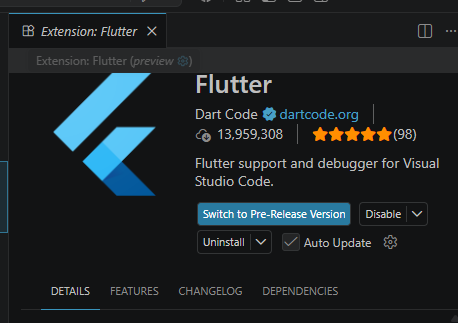 Extension: Flutter
Extension: Flutter (preview)
Flutter
Dart Code dartcode.org
13,959,308 (98)
Flutter support and debugger for Visual
Studio Code.
Switch to Pre-Release Version Disable
Uninstall Auto Update
DETAILS FEATURES CHANGELOG DEPENDENCIES